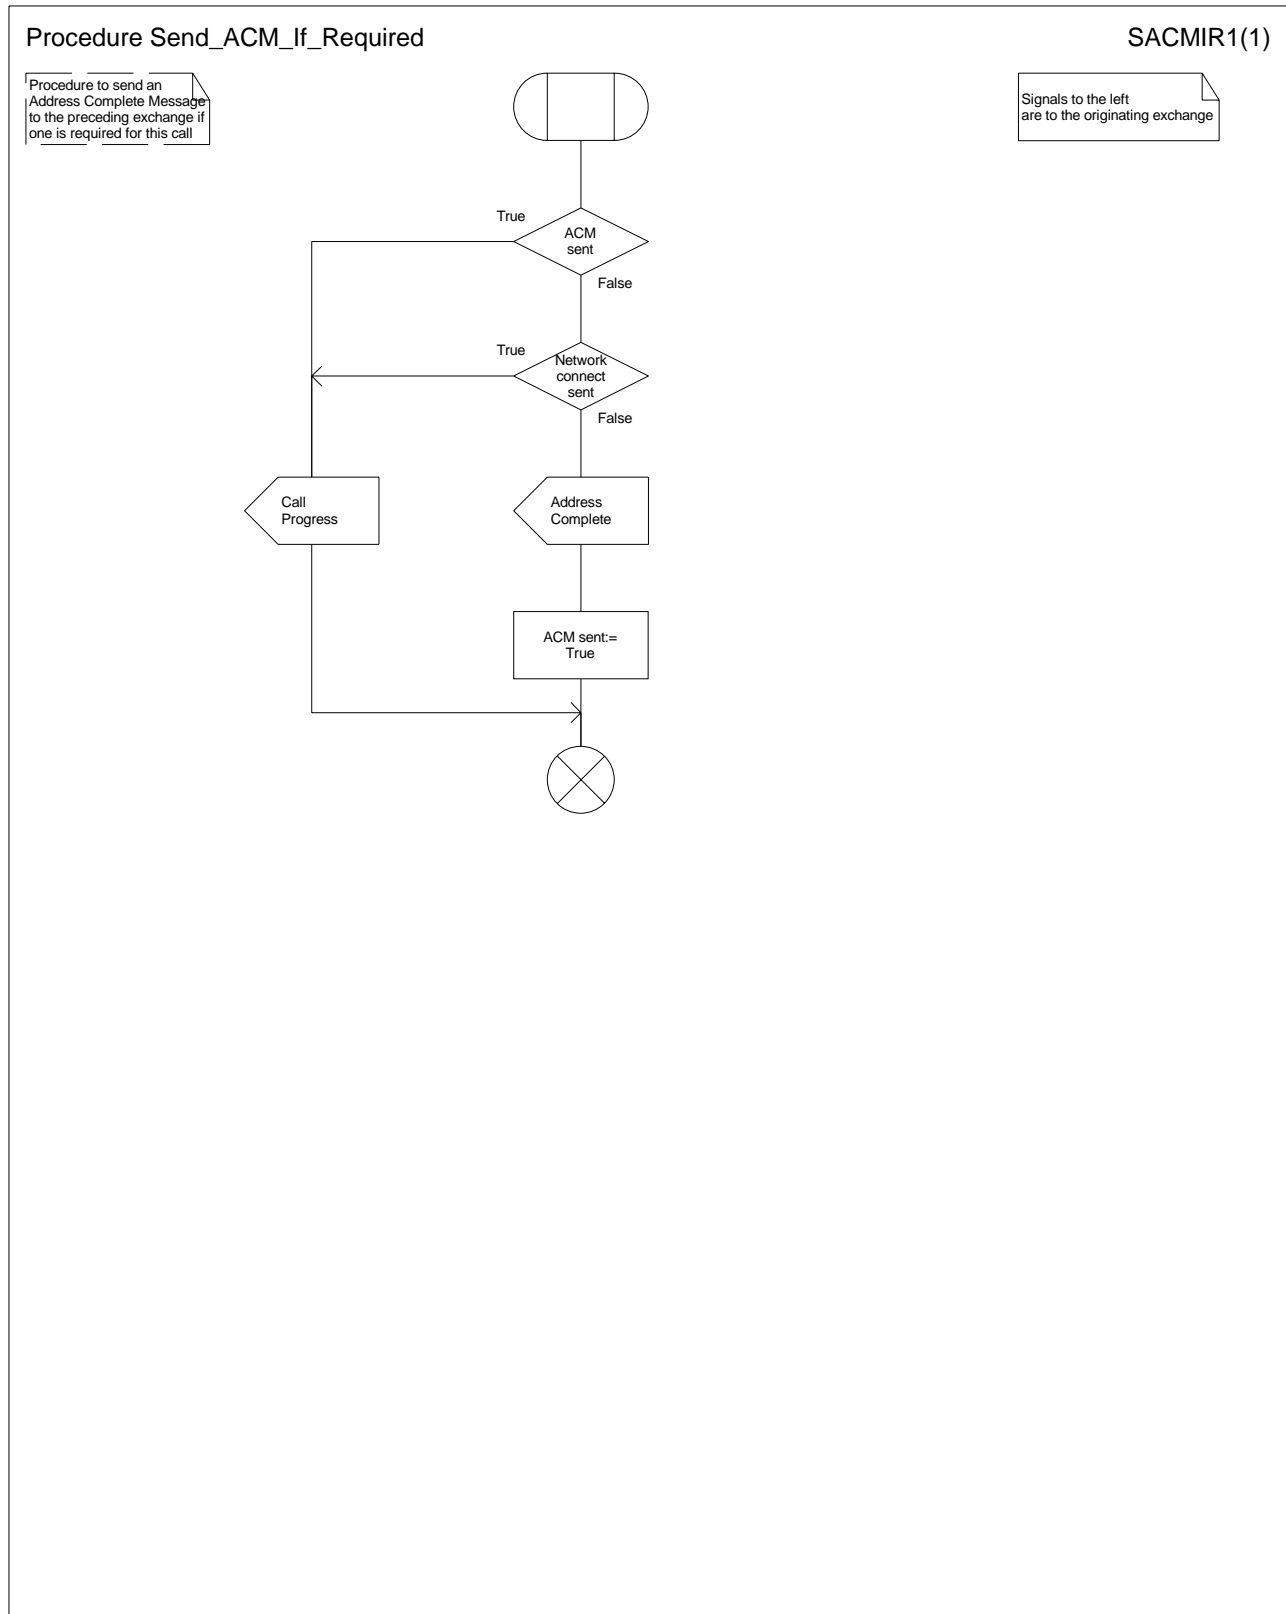 Procedure Send_ACM_If_Required
SACMIR1(1)
Procedure to send an
Address Complete Message
to the preceding exchange if
one is required for this call
Signals to the left
are to the originating exchange
True
ACM
sent
False
True
Network
connect
sent
False
Call
Progress
Address
Complete
ACM sent:=
True